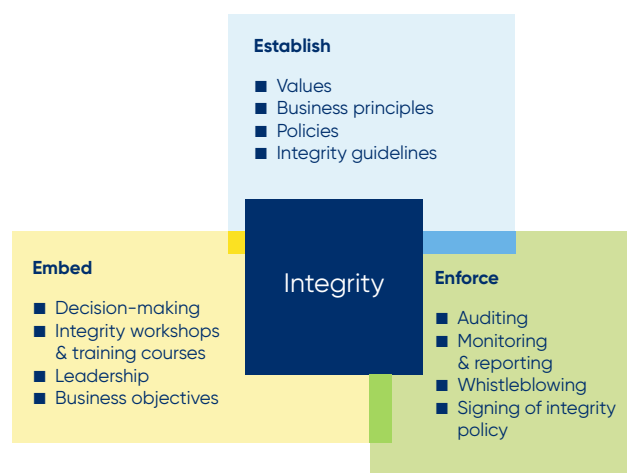 Establish
■ Values
■ Business principles
■ Policies
■ Integrity guidelines
Integrity
Embed
■ Decision-making
■ Integrity workshops
& training courses
■ Leadership
■ Business objectives
Enforce
■ Auditing
■ Monitoring
& reporting
■ Whistleblowing
■ Signing of integrity
policy